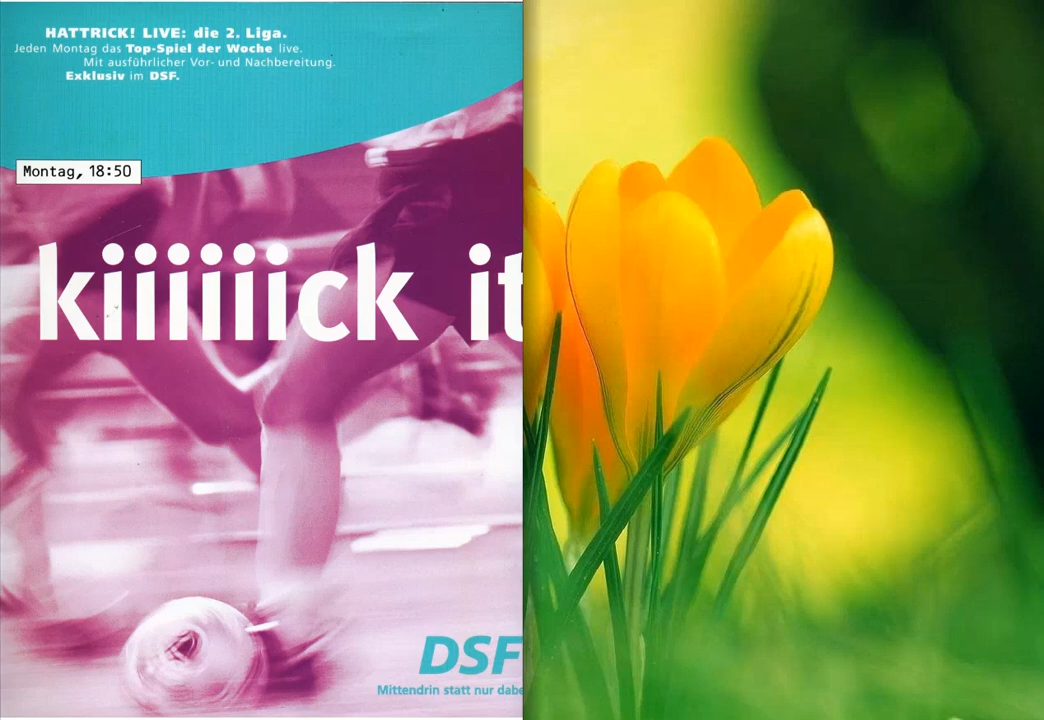 HATTRICK! LIVE: die 2. Liga.
Jeden Montag das Top-Spiel der Woche live.
Mit ausführlicher Vor- und Nachbereitung.
Exklusiv im DSF.
Montag, 18:50
kiiiiiick it
DSF
Mittendrin statt nur dabe